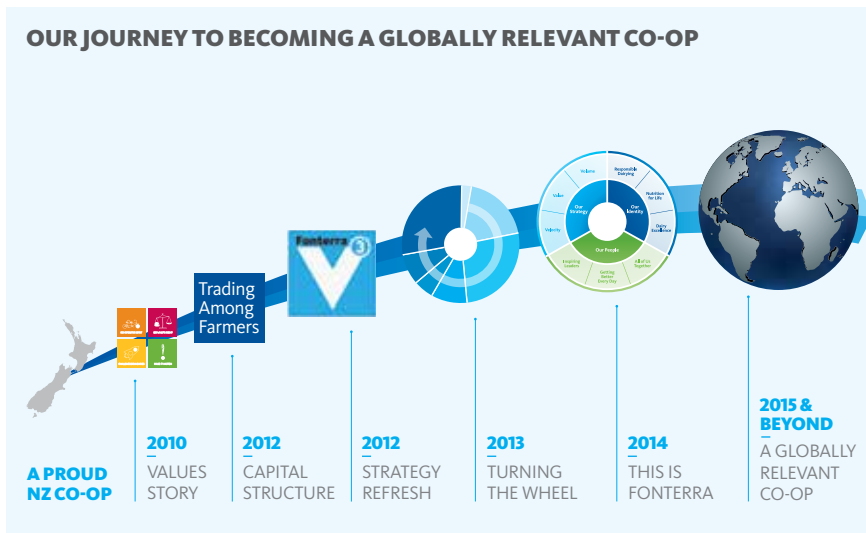 OUR JOURNEY TO BECOMING A GLOBALLY RELEVANT CO-OP
Trading
Among
Farmers
Fonterra 3
V
Volume
Value
Velocity
Our
Strategy
Responsible
Dairying
Nutrition
for Life
Dairy
Excellence
Our
Identity
Our People
Inspiring
Leaders
Getting
Better
Every Day
All of Us
Together
A PROUD
NZ CO-OP
2010
VALUES
STORY
2012
CAPITAL
STRUCTURE
2012
STRATEGY
REFRESH
2013
TURNING
THE WHEEL
2014
THIS IS
FONTERRA
2015 &
BEYOND
A GLOBALLY
RELEVANT
CO-OP